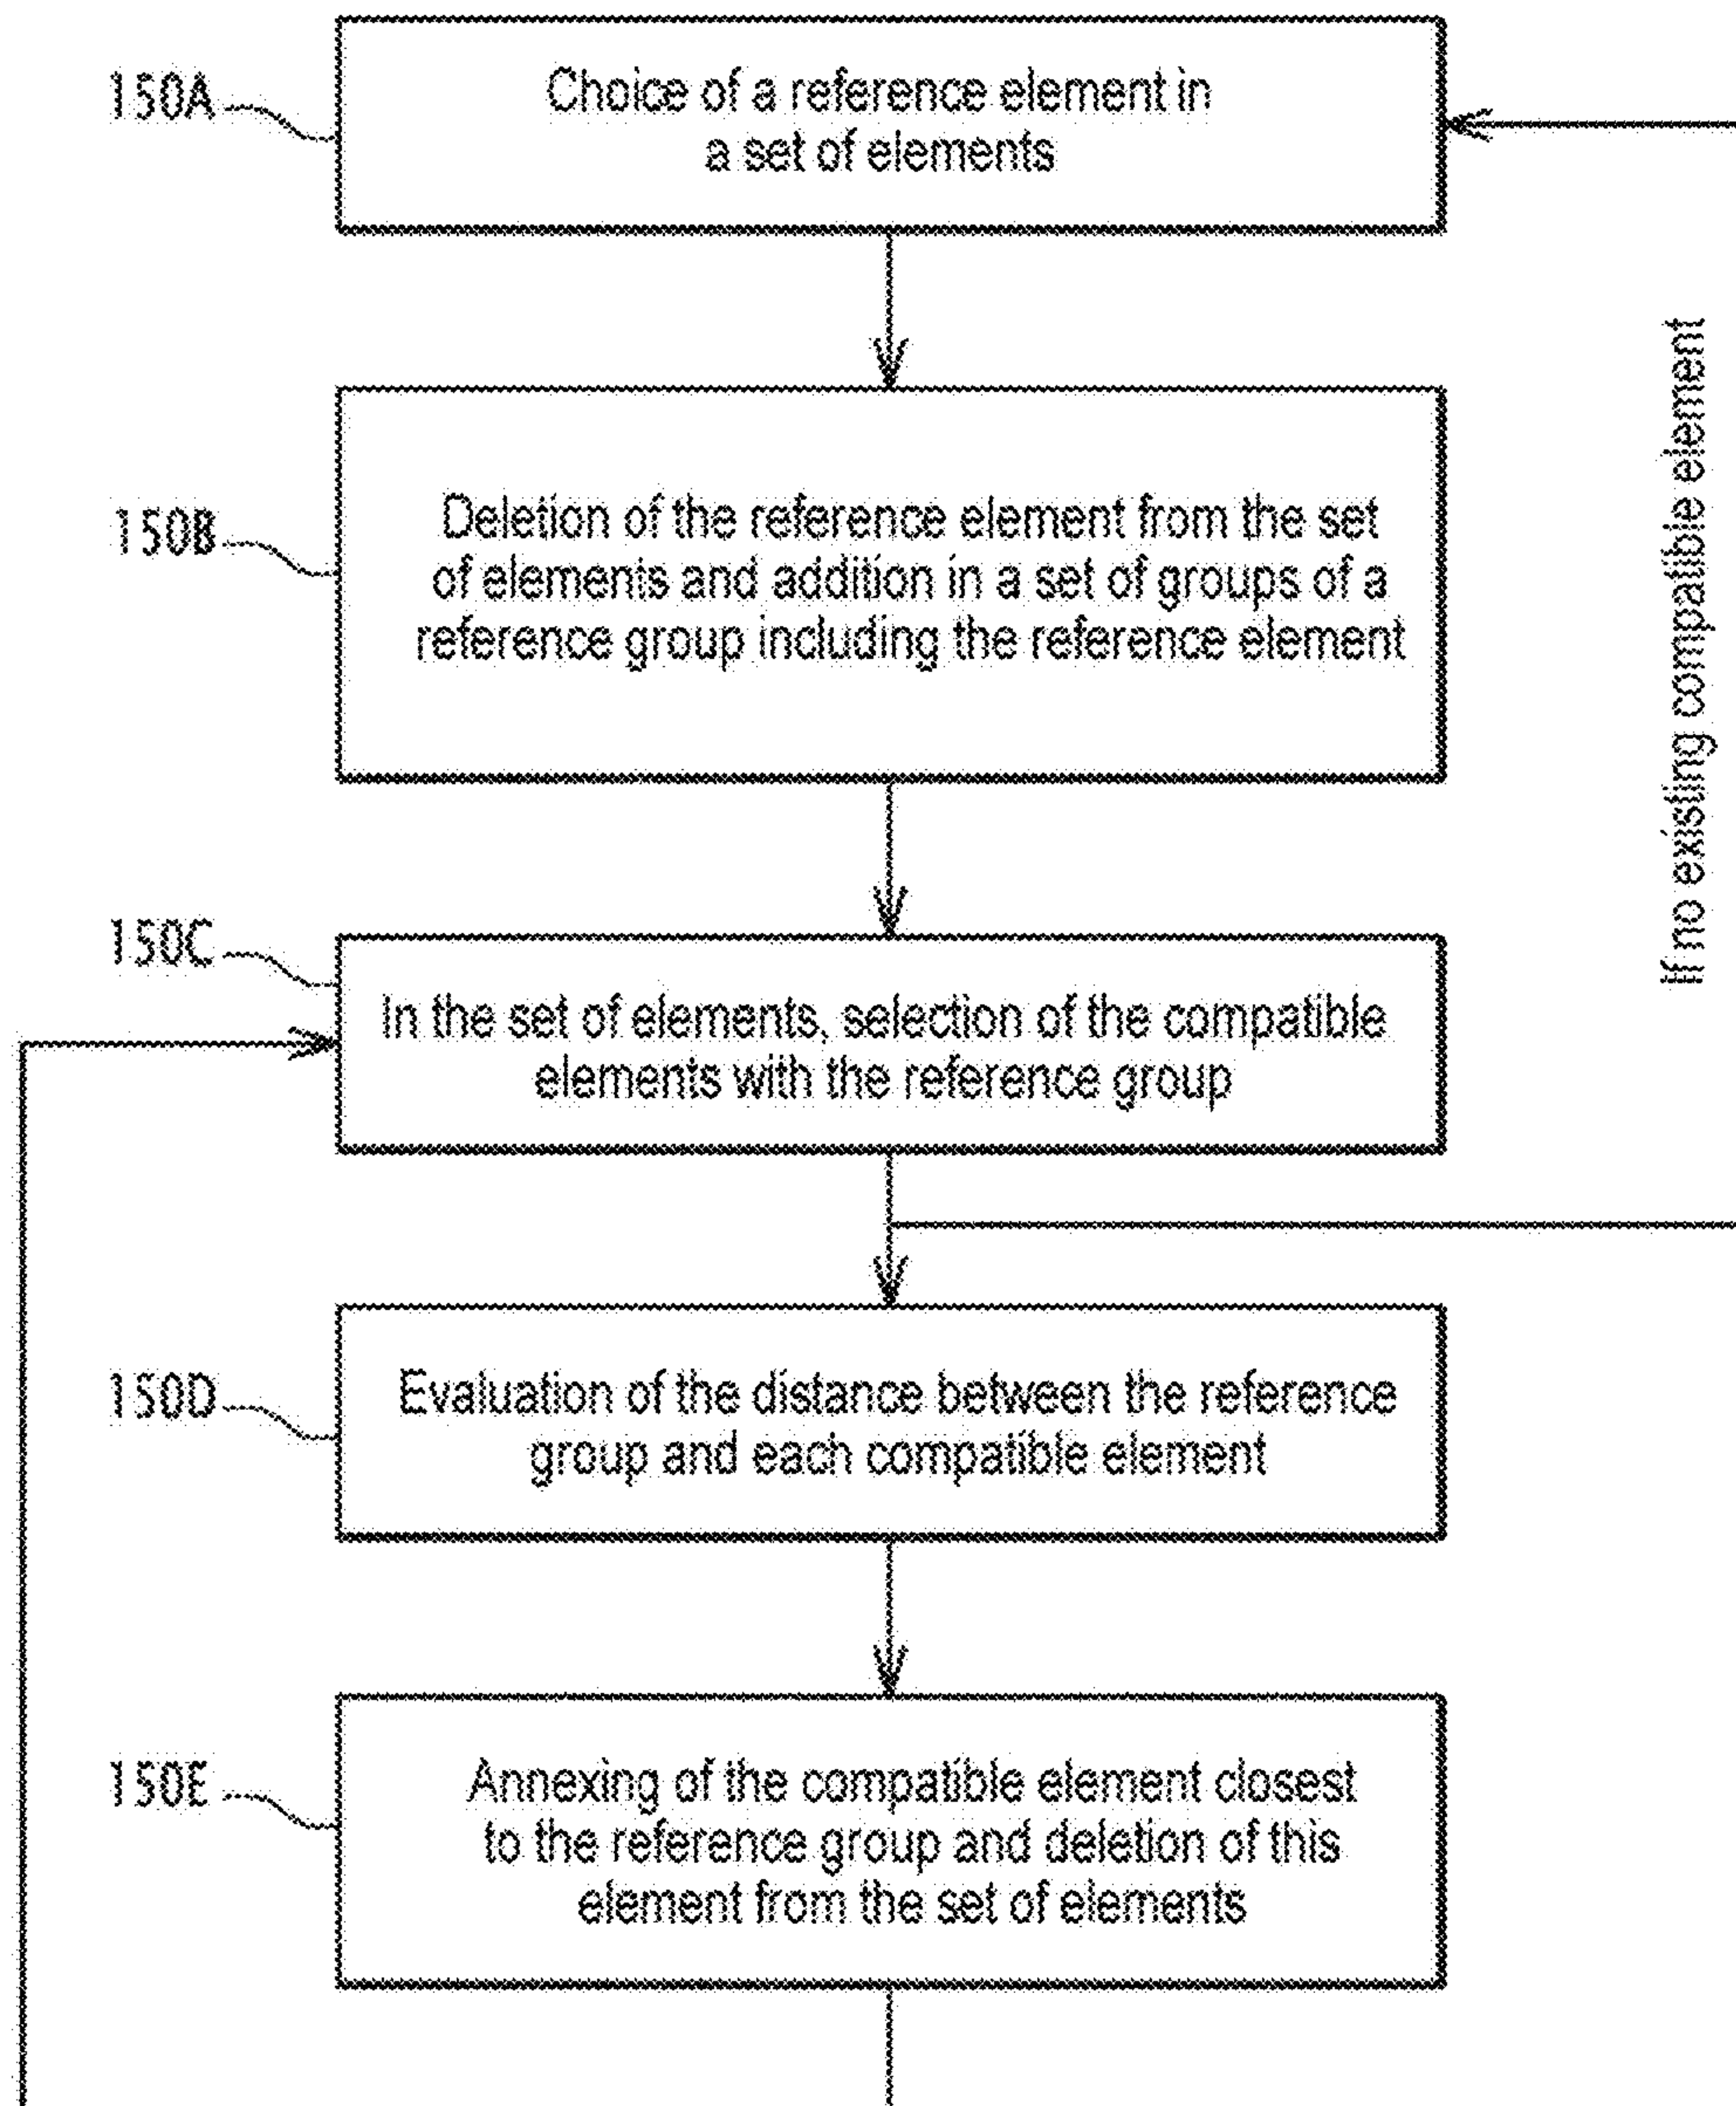 150A
Choice of a reference element in
a set of elements
150B
Deletion of the reference element from the set
of elements and addition in a set of groups of a
reference group including the reference element
If no existing compatible element
150C
In the set of elements, selection of the compatible
elements with the reference group
150D
Evaluation of the distance between the reference
group and each compatible element
150E
Annexing of the compatible element closest
to the reference group and deletion of this
element from the set of elements